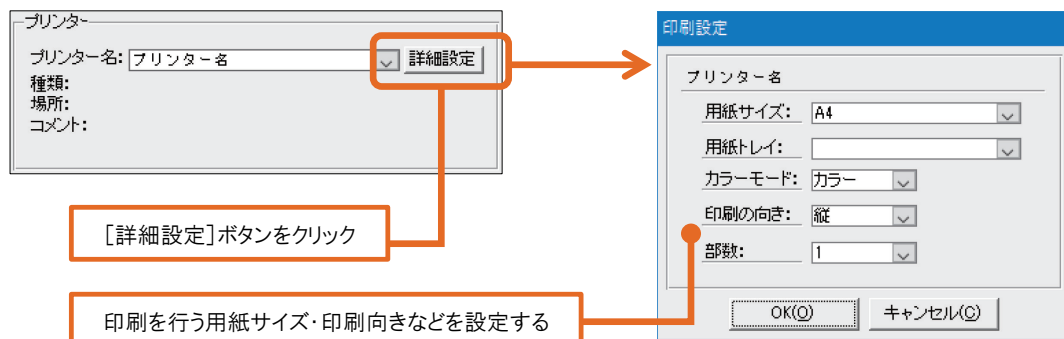 プリンター
プリンター名: プリンター名 詳細設定
種類:
場所:
コメント:
[詳細設定]ボタンをクリック
印刷を行う用紙サイズ・印刷向きなどを設定する
印刷設定
プリンター名
用紙サイズ: A4
用紙トレイ:
カラーモード: カラー
印刷の向き: 縦
部数: 1
OK(O) キャンセル(C)